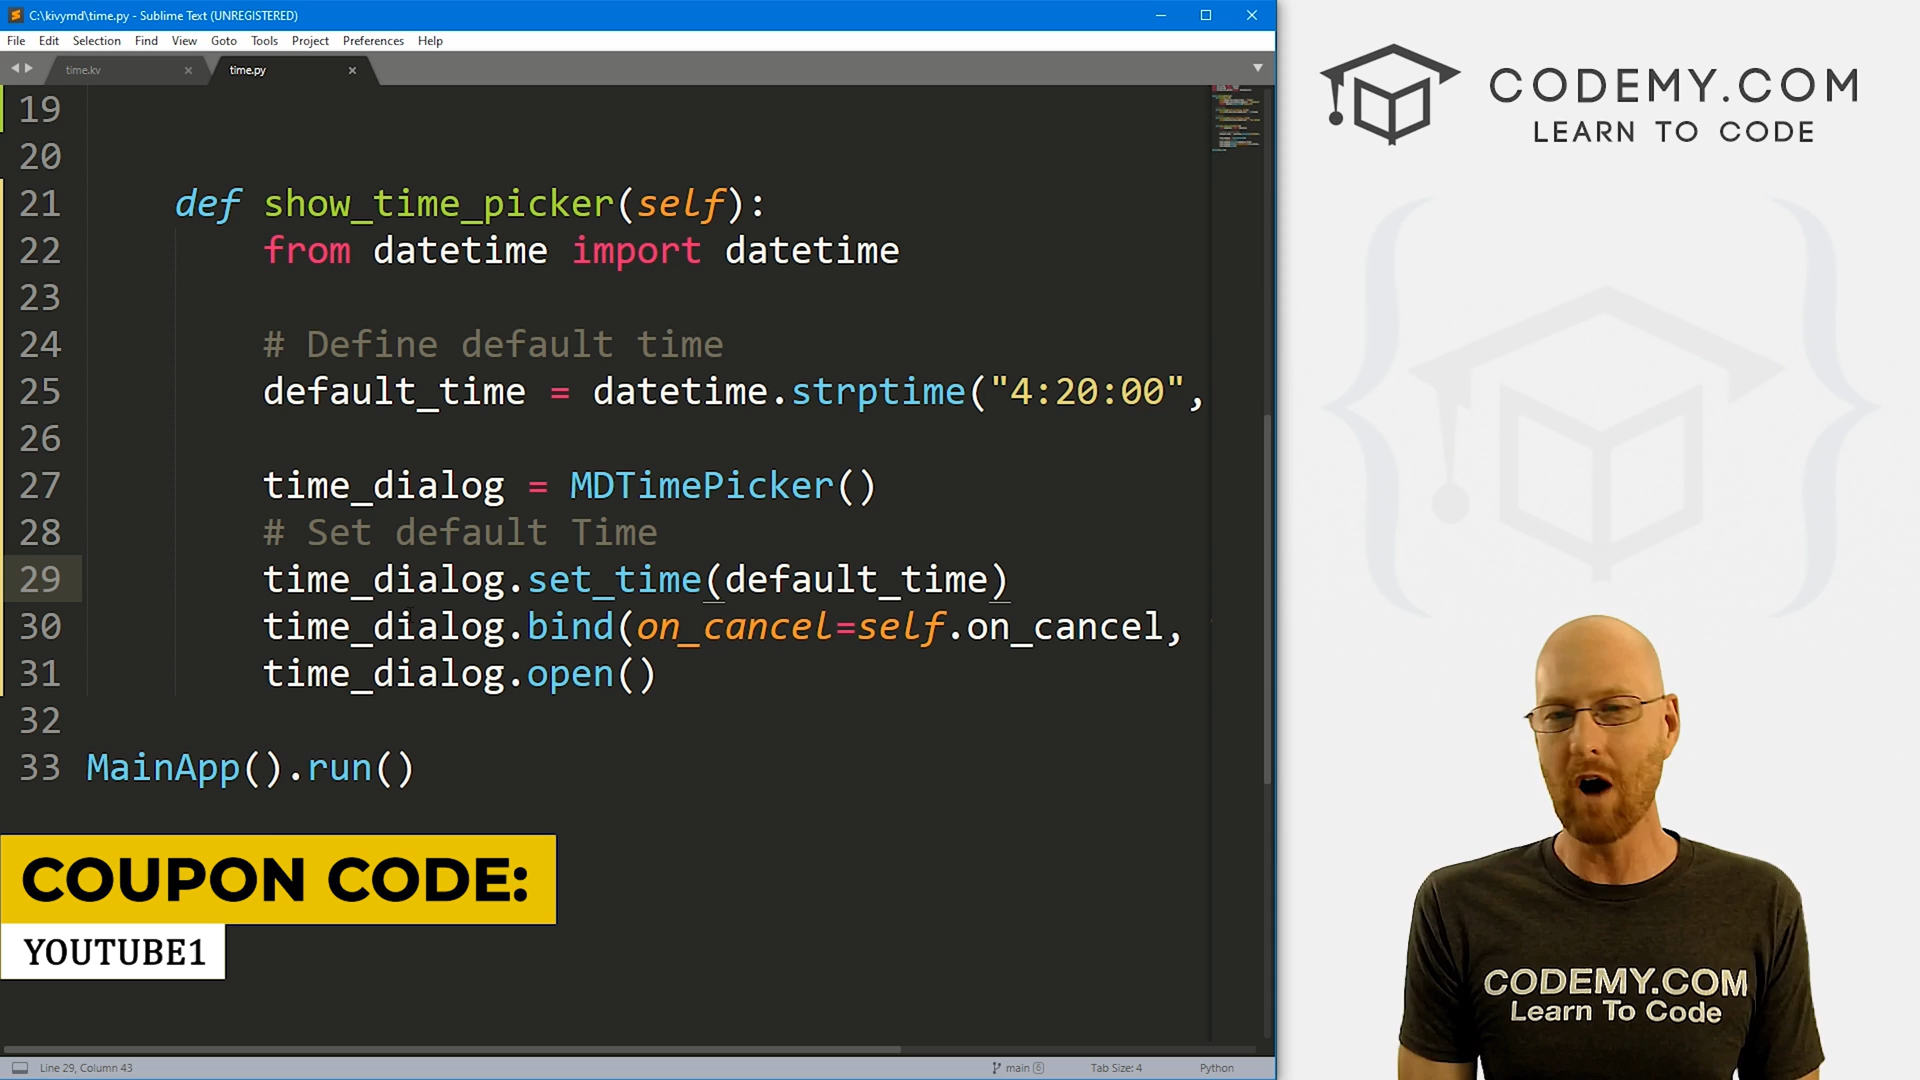 C:\kivymd\time.py - Sublime Text (UNREGISTERED)
File Edit Selection Find View Goto Tools Project Preferences Help
time.kv time.py
19
20
21 def show_time_picker(self):
22 from datetime import datetime
23
24 # Define default time
25 default_time = datetime.strptime("4:20:00",
26
27 time_dialog = MDTimePicker()
28 # Set default Time
29 time_dialog.set_time(default_time)
30 time_dialog.bind(on_cancel=self.on_cancel,
31 time_dialog.open()
32
33 MainApp().run()
COUPON CODE:
YOUTUBE1
Line 29, Column 43 main 6 Tab Size: 4 Python
CODEMY.COM
LEARN TO CODE
CODEMY.COM
Learn To Code